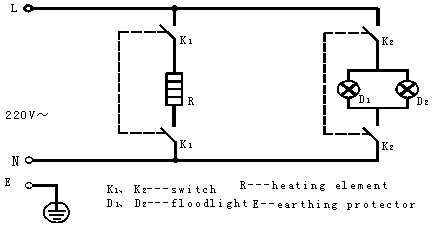 L
K1
K2
R
D1
D2
220V~
K1
K2
N
E
K1、K2---switch
R---heating element
D1、D2---floodlight
E--earthing protector